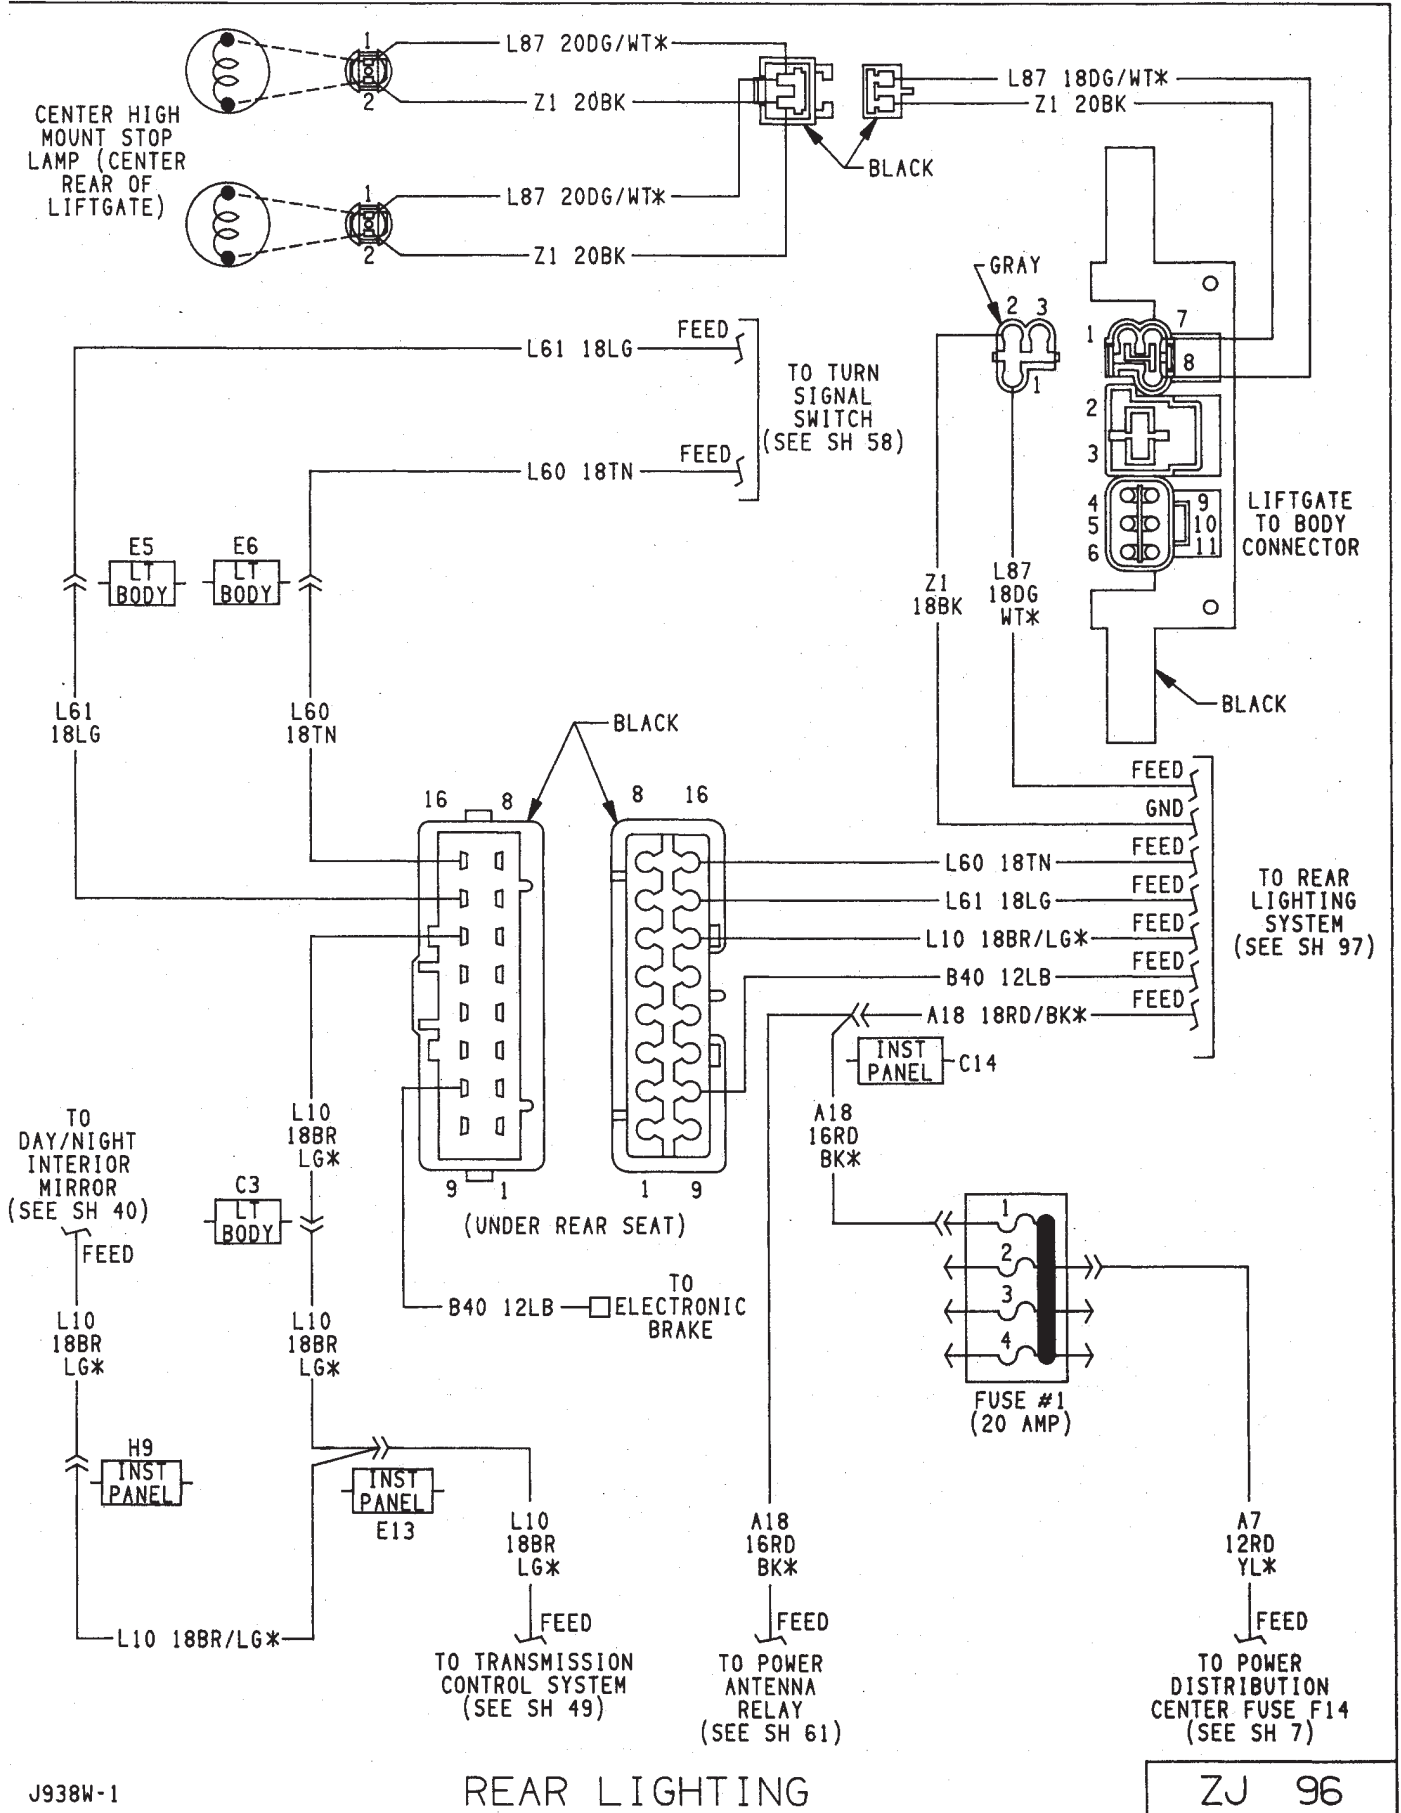 1
L87 20DG/WT*
2
Z1 20BK
CENTER HIGH
MOUNT STOP
LAMP (CENTER
REAR OF
LIFTGATE)
1
L87 20DG/WT*
2
Z1 20BK
L87 18DG/WT*
Z1 20BK
BLACK
GRAY
2 3
1
1
7
8
2
3
4
5
6
9
10
11
LIFTGATE
TO BODY
CONNECTOR
BLACK
FEED
L61 18LG
TO TURN
SIGNAL
SWITCH
(SEE SH 58)
FEED
L60 18TN
E5
LT
BODY
E6
LT
BODY
Z1
18BK
L87
18DG
WT*
L61
18LG
L60
18TN
BLACK
16 8
8 16
FEED
GND
FEED
L60 18TN
FEED
L61 18LG
FEED
L10 18BR/LG*
FEED
B40 12LB
FEED
A18 18RD/BK*
TO REAR
LIGHTING
SYSTEM
(SEE SH 97)
INST
PANEL
C14
A18
16RD
BK*
TO
DAY/NIGHT
INTERIOR
MIRROR
(SEE SH 40)
FEED
L10
18BR
LG*
C3
LT
BODY
9 1
1 9
(UNDER REAR SEAT)
B40 12LB
TO
ELECTRONIC
BRAKE
1
2
3
4
FUSE #1
(20 AMP)
L10
18BR
LG*
L10
18BR
LG*
H9
INST
PANEL
INST
PANEL
E13
L10
18BR
LG*
A18
16RD
BK*
A7
12RD
YL*
L10 18BR/LG*
FEED
TO TRANSMISSION
CONTROL SYSTEM
(SEE SH 49)
FEED
TO POWER
ANTENNA
RELAY
(SEE SH 61)
FEED
TO POWER
DISTRIBUTION
CENTER FUSE F14
(SEE SH 7)
J938W-1
REAR LIGHTING
ZJ 96